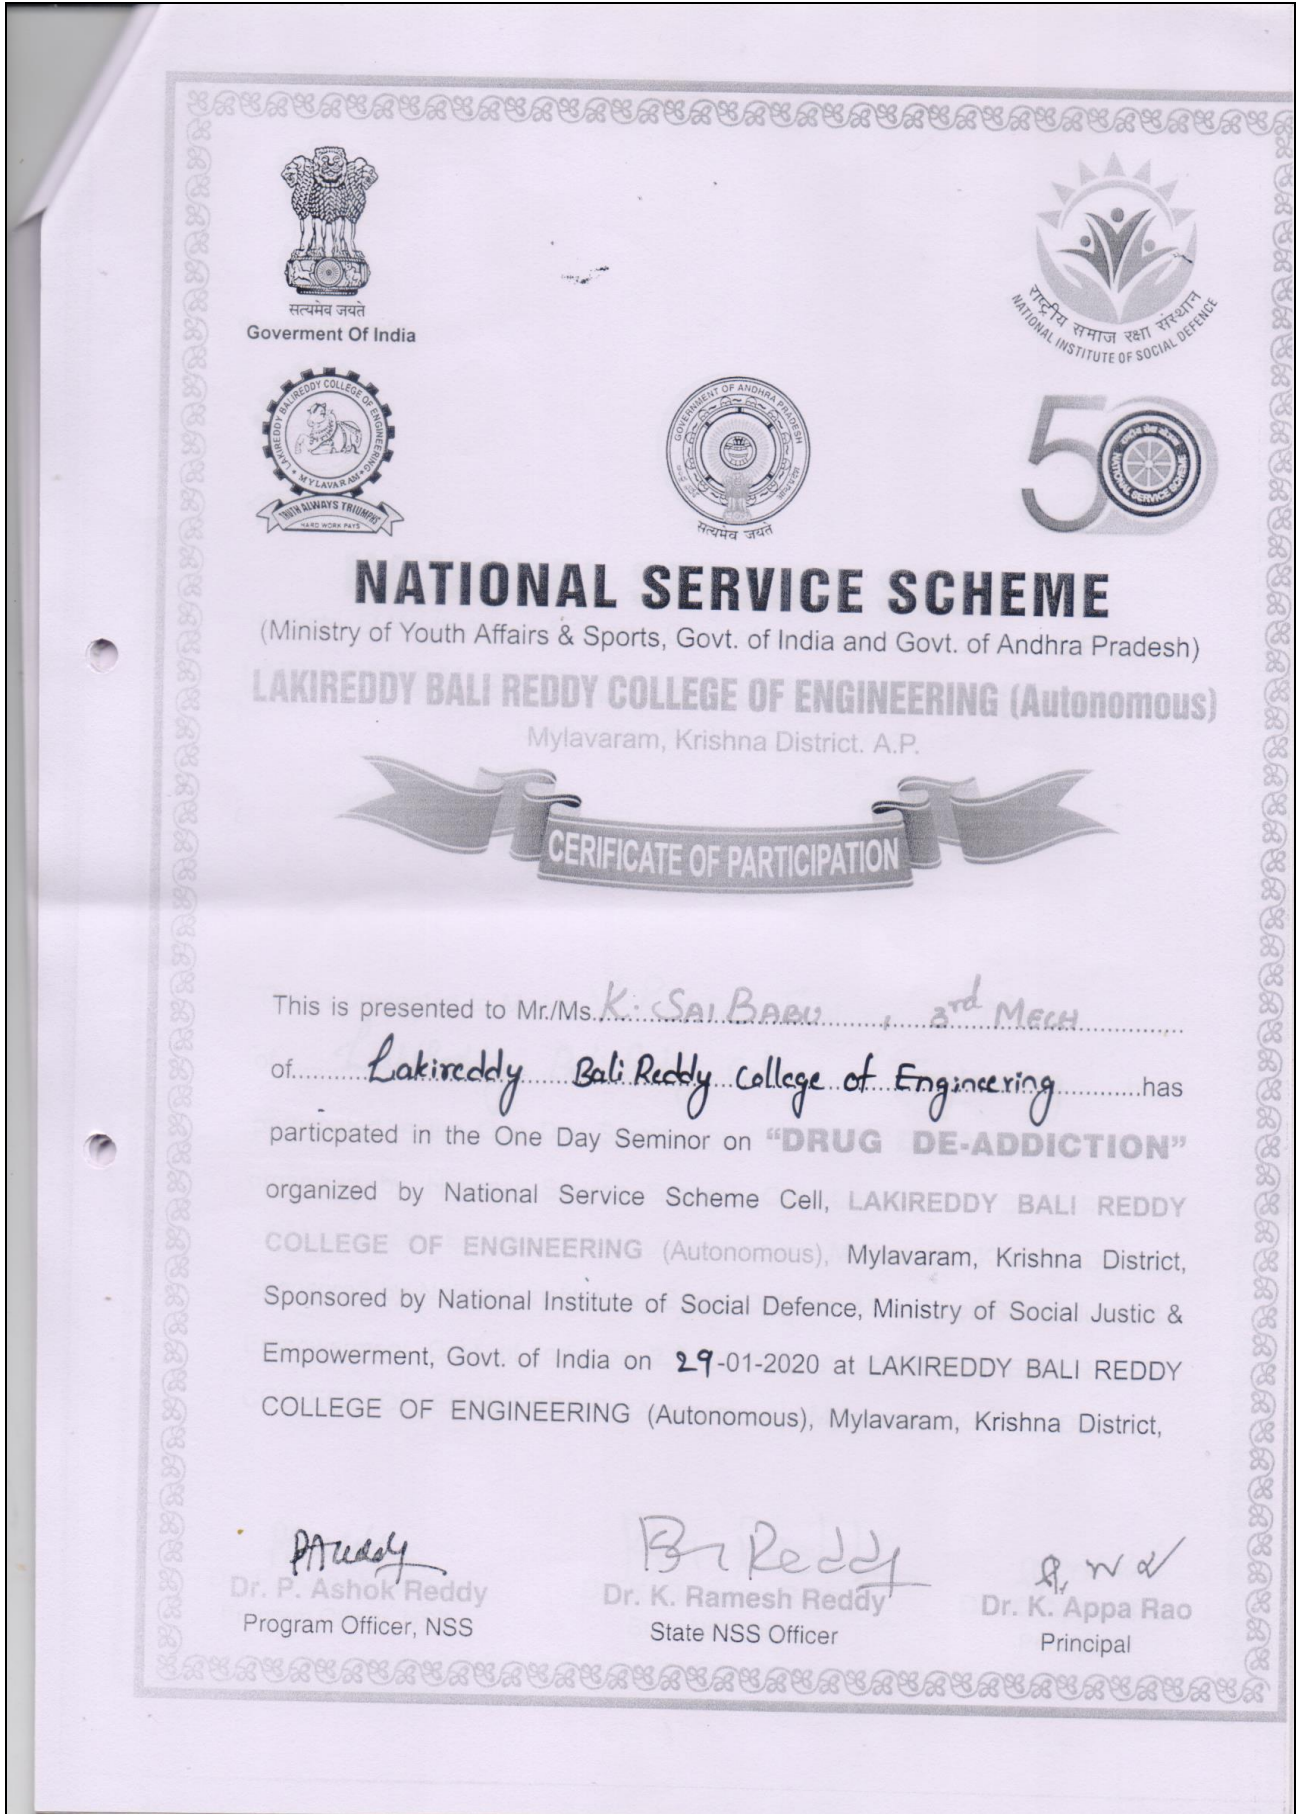 सत्यमेव जयते
Goverment Of India
राष्ट्रीय समाज रक्षा संस्थान
NATIONAL INSTITUTE OF SOCIAL DEFENCE
LAKIREDDY BALIREDDY COLLEGE OF ENGINEERING
MYLAVARAM
TRUTH ALWAYS TRIUMPHS
HARD WORK PAYS
GOVERNMENT OF ANDHRA PRADESH
सत्यमेव जयते
50
राष्ट्रीय सेवा योजना
NATIONAL SERVICE SCHEME
NATIONAL SERVICE SCHEME
(Ministry of Youth Affairs & Sports, Govt. of India and Govt. of Andhra Pradesh)
LAKIREDDY BALI REDDY COLLEGE OF ENGINEERING (Autonomous)
Mylavaram, Krishna District. A.P.
CERIFICATE OF PARTICIPATION
This is presented to Mr./Ms. K. SAI BABU, 3rd MECH
of Lakireddy Bali Reddy College of Engineering has
particpated in the One Day Seminor on “DRUG DE-ADDICTION”
organized by National Service Scheme Cell, LAKIREDDY BALI REDDY
COLLEGE OF ENGINEERING (Autonomous), Mylavaram, Krishna District,
Sponsored by National Institute of Social Defence, Ministry of Social Justic &
Empowerment, Govt. of India on 29-01-2020 at LAKIREDDY BALI REDDY
COLLEGE OF ENGINEERING (Autonomous), Mylavaram, Krishna District,
PAreddy
Dr. P. Ashok Reddy
Program Officer, NSS
Reddy
Dr. K. Ramesh Reddy
State NSS Officer
Dr. K. Appa Rao
Principal